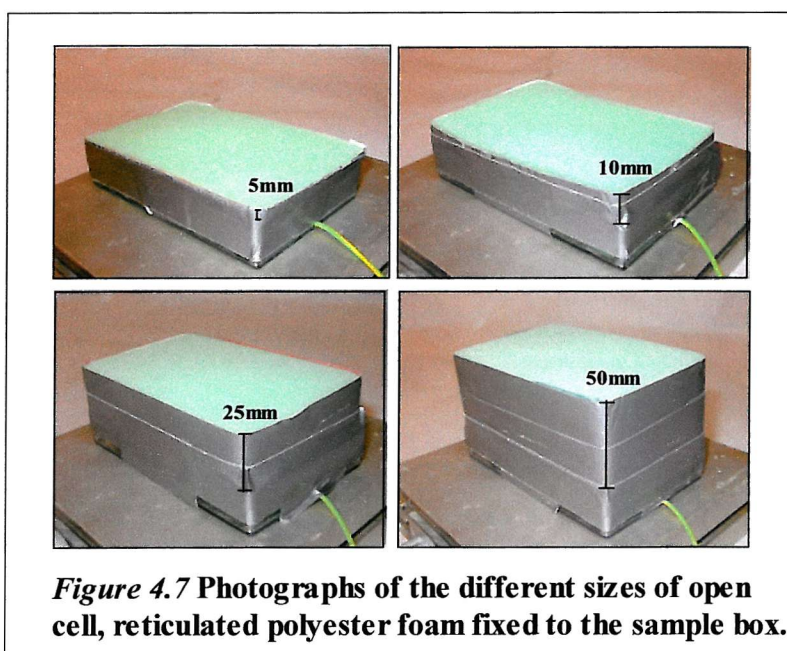 5mm
10mm
25mm
50mm
Figure 4.7 Photographs of the different sizes of open
cell, reticulated polyester foam fixed to the sample box.